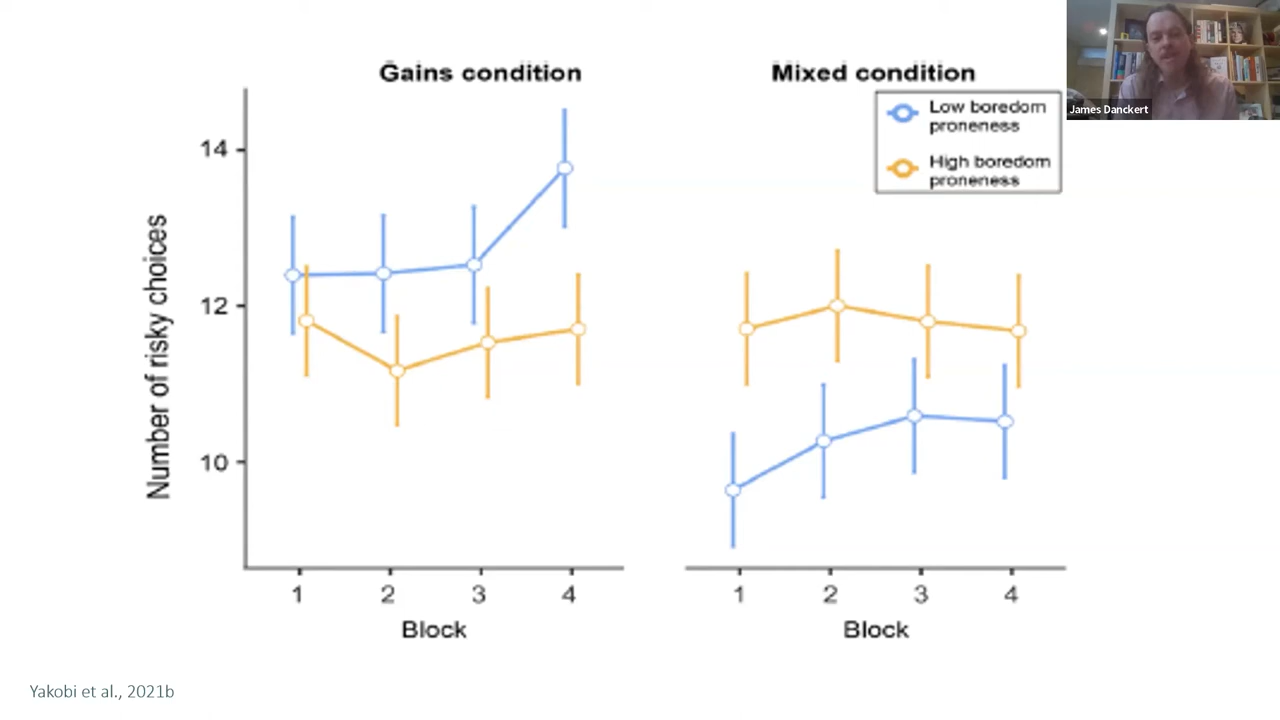 Gains condition
Mixed condition
Low boredom
proneness
High boredom
proneness
James Danckert
Number of risky choices
14
12
10
1 2 3 4
Block
1 2 3 4
Block
Yakobi et al., 2021b